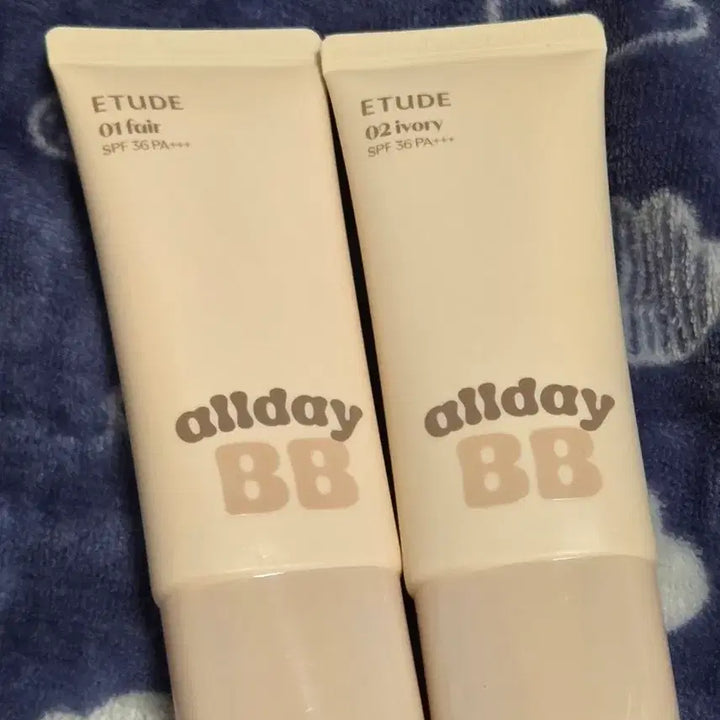 ETUDE
01 fair
SPF 36 PA+++
allday
BB
ETUDE
02 ivory
SPF 36 PA+++
allday
BB